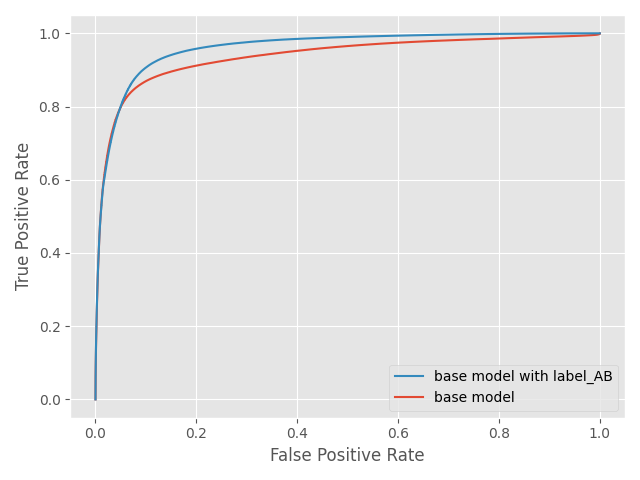 1.0
0.8
0.6
0.4
0.2
0.0
True Positive Rate
0.0 0.2 0.4 0.6 0.8 1.0
False Positive Rate
base model with label_AB
base model